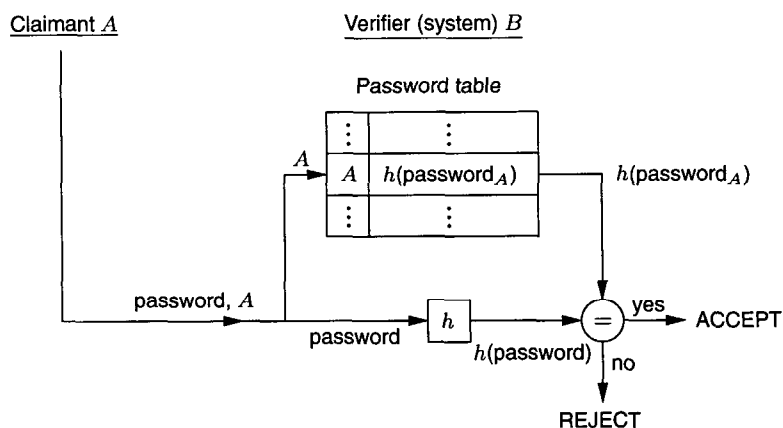 Claimant A
Verifier (system) B
Password table
⋮ ⋮
A
A h(password_A)
h(password_A)
⋮ ⋮
password, A
password
h
h(password)
=
yes
ACCEPT
no
REJECT